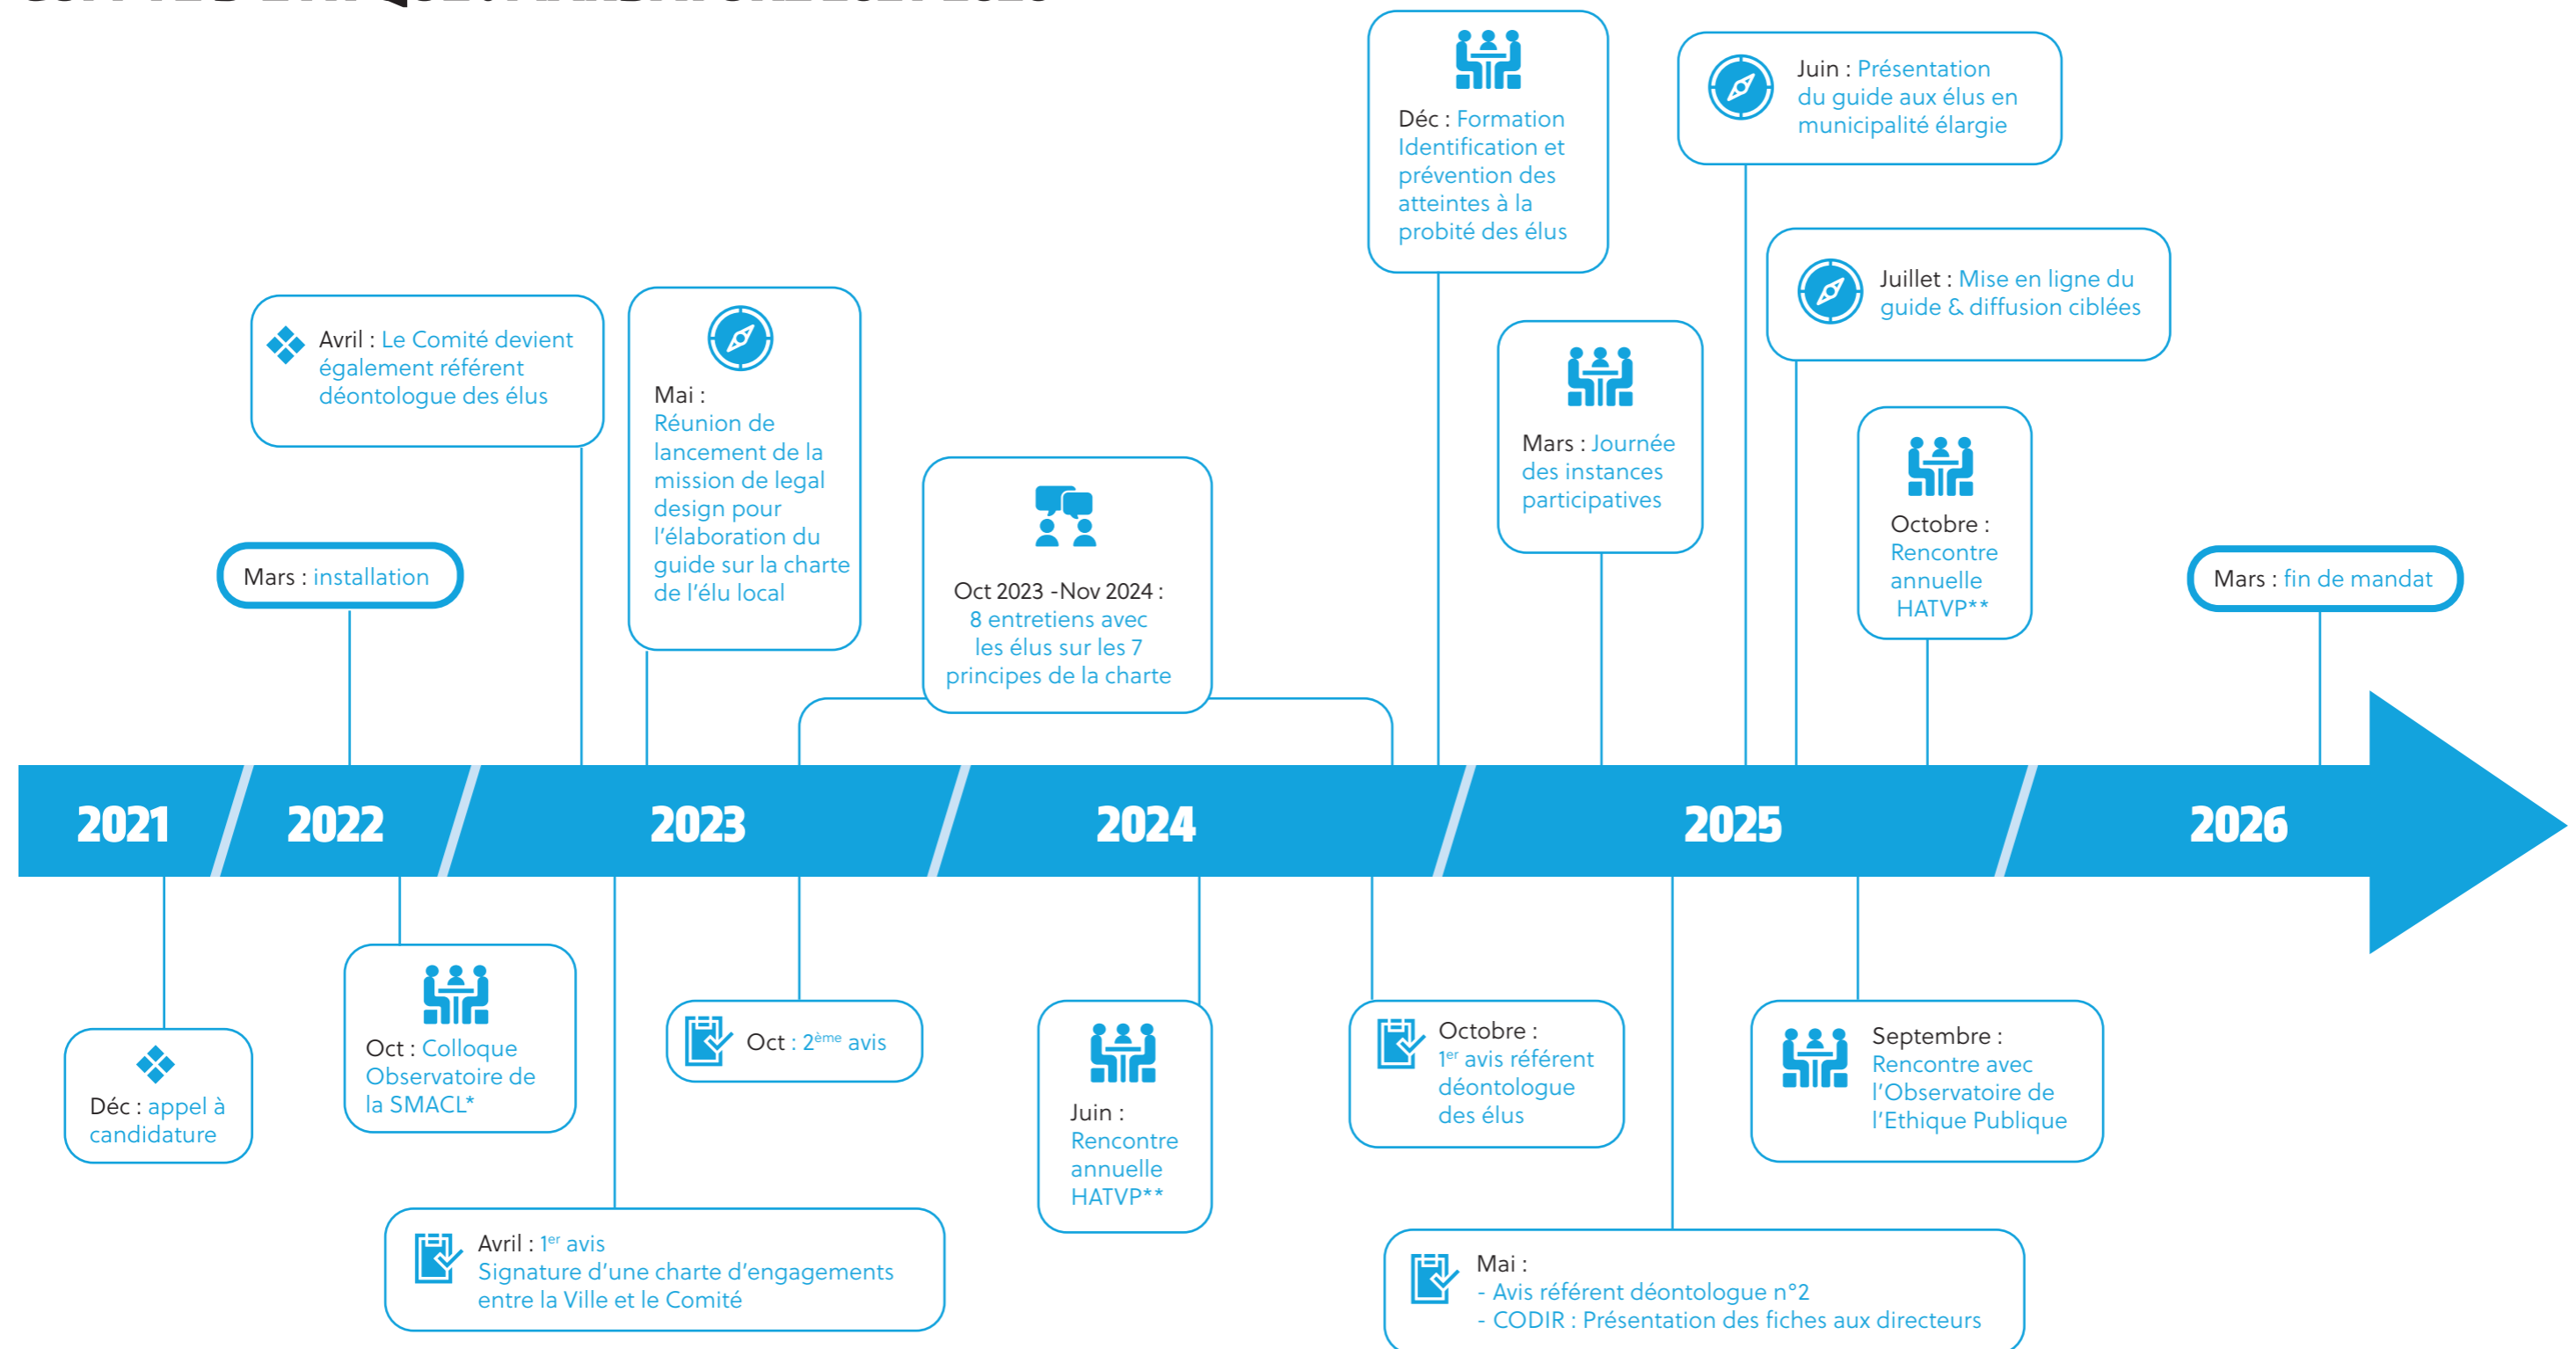 Déc : Formation
Identification et
prévention des
atteintes à la
probité des élus
Juin : Présentation
du guide aux élus en
municipalité élargie
Juillet : Mise en ligne du
guide & diffusion ciblées
Avril : Le Comité devient
également référent
déontologue des élus
Mai :
Réunion de
lancement de la
mission de legal
design pour
l'élaboration du
guide sur la charte
de l'élu local
Mars : Journée
des instances
participatives
Octobre :
Rencontre
annuelle
HATVP**
Mars : installation
Oct 2023 -Nov 2024 :
8 entretiens avec
les élus sur les 7
principes de la charte
Mars : fin de mandat
2021
2022
2023
2024
2025
2026
Déc : appel à
candidature
Oct : Colloque
Observatoire de
la SMACL*
Oct : 2ème avis
Juin :
Rencontre
annuelle
HATVP**
Octobre :
1er avis référent
déontologue
des élus
Septembre :
Rencontre avec
l'Observatoire de
l'Ethique Publique
Avril : 1er avis
Signature d'une charte d'engagements
entre la Ville et le Comité
Mai :
- Avis référent déontologue n°2
- CODIR : Présentation des fiches aux directeurs